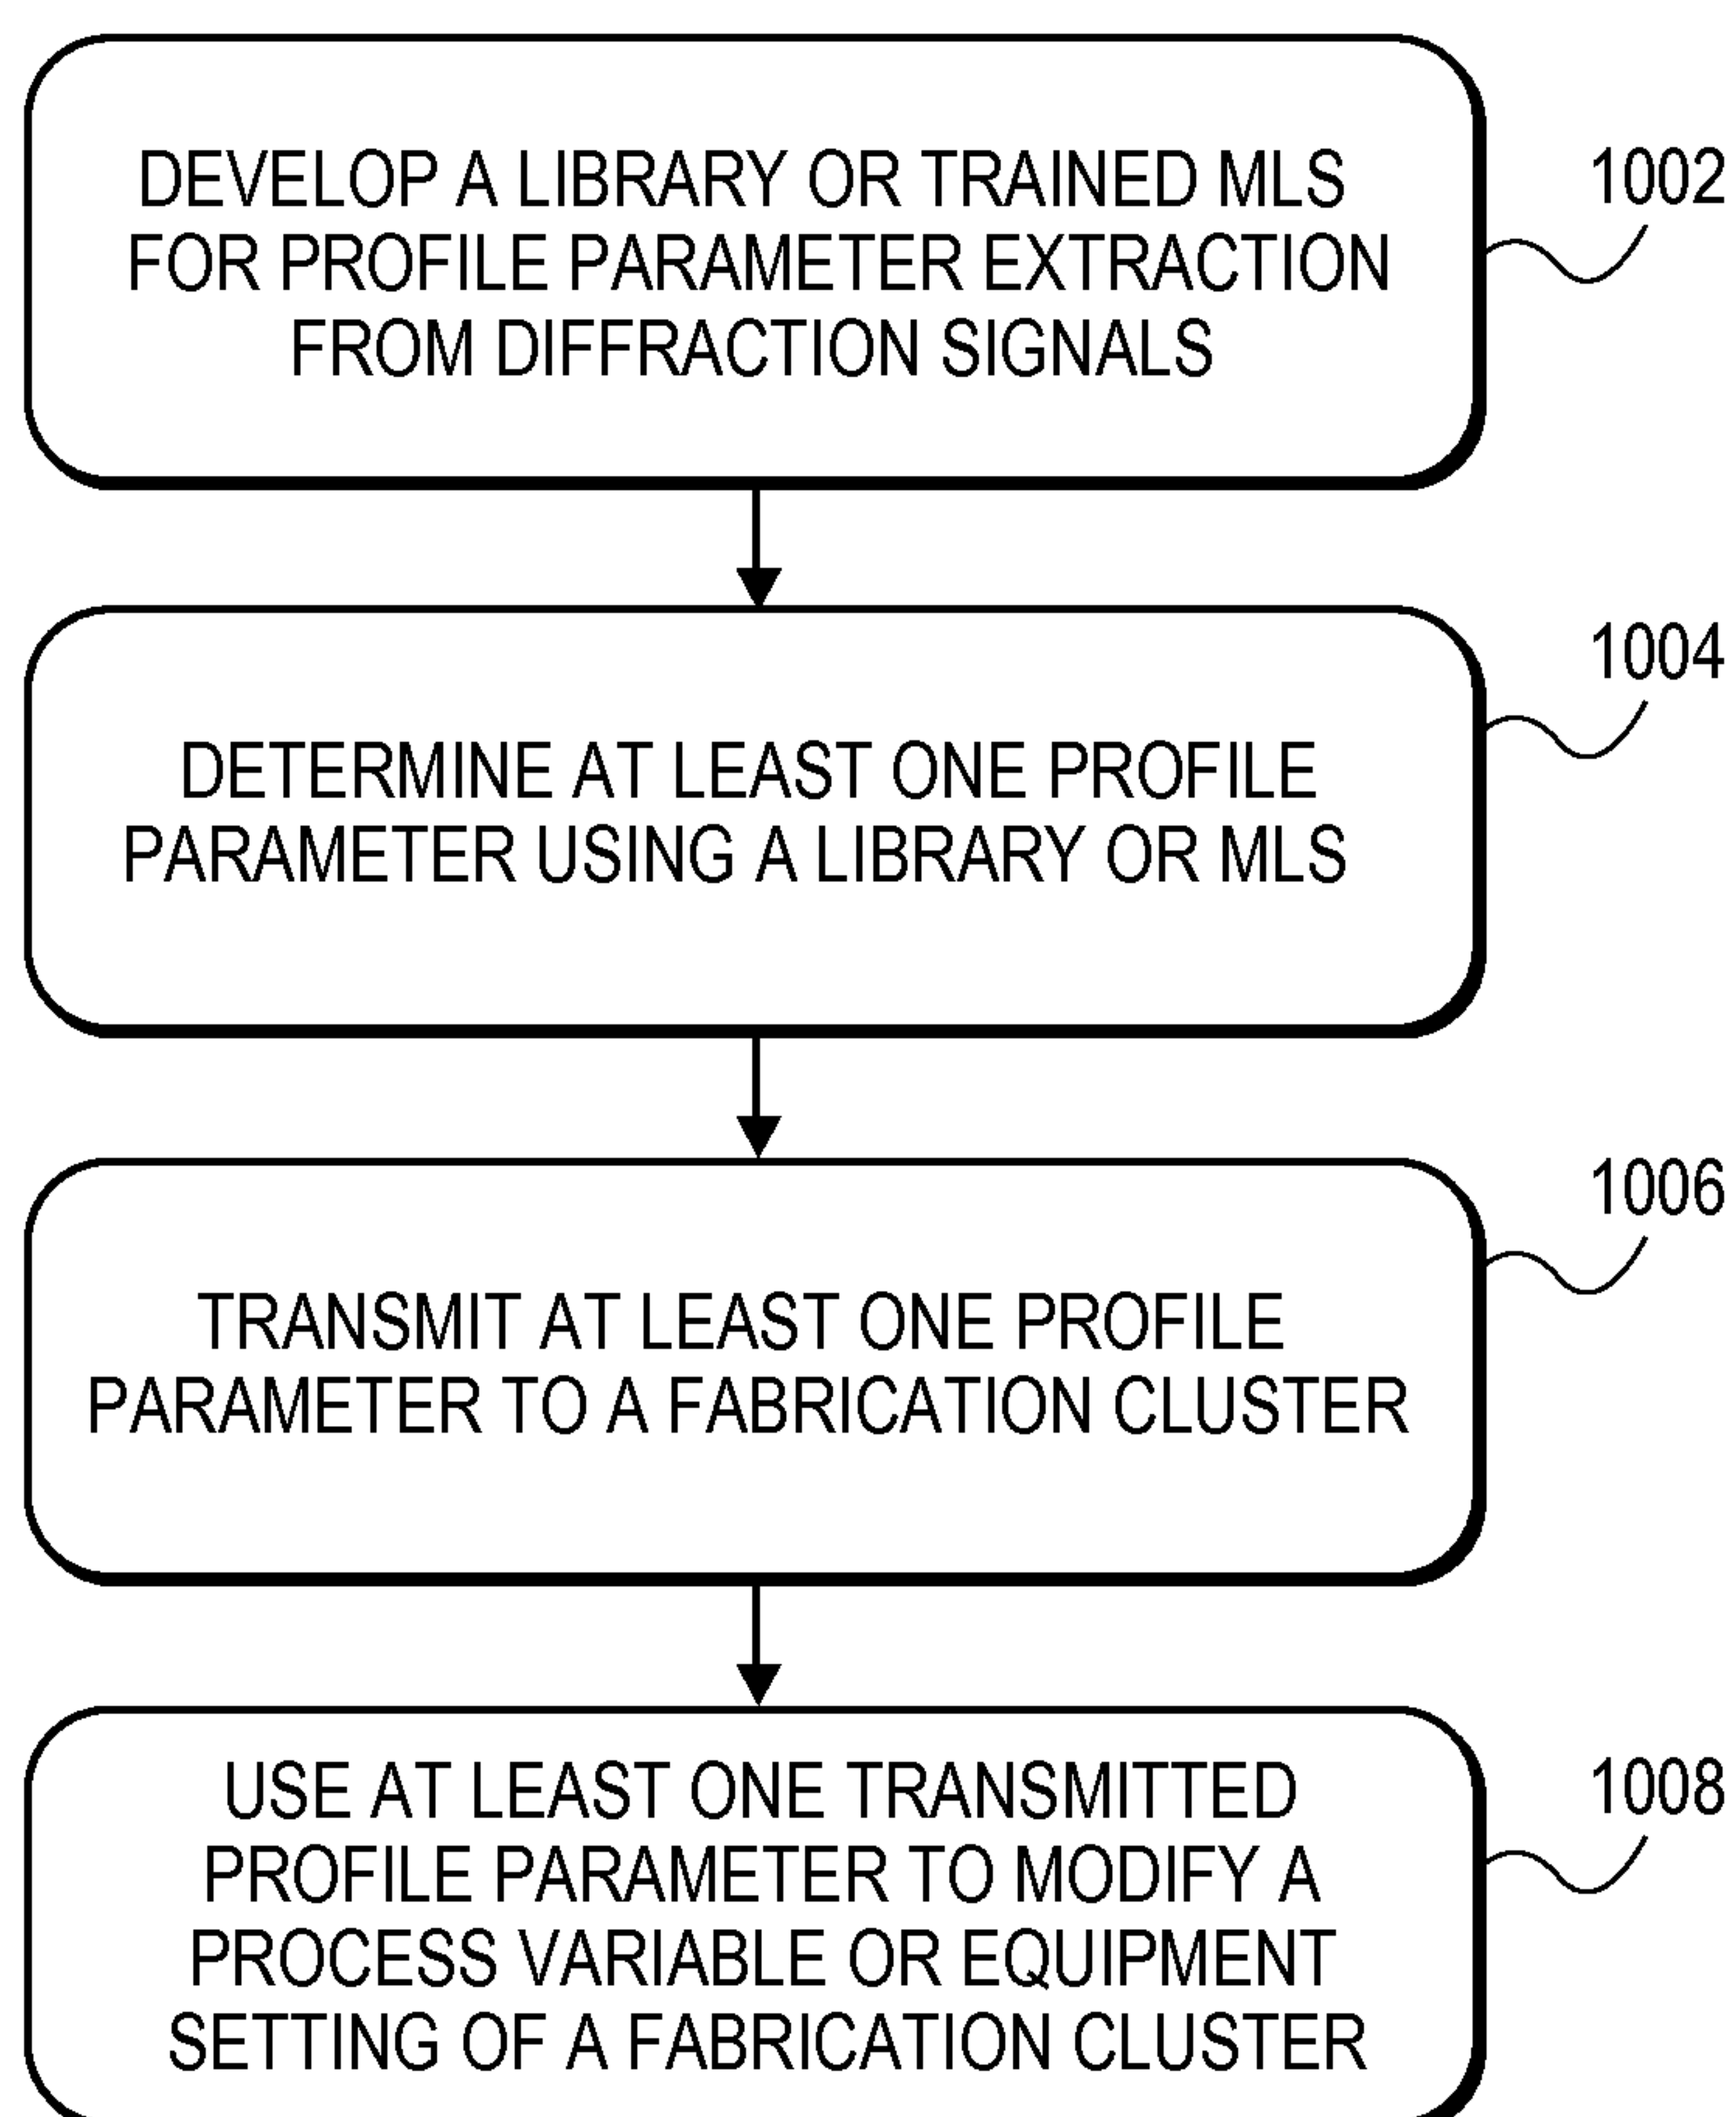 DEVELOP A LIBRARY OR TRAINED MLS
FOR PROFILE PARAMETER EXTRACTION
FROM DIFFRACTION SIGNALS
1002
DETERMINE AT LEAST ONE PROFILE
PARAMETER USING A LIBRARY OR MLS
1004
TRANSMIT AT LEAST ONE PROFILE
PARAMETER TO A FABRICATION CLUSTER
1006
USE AT LEAST ONE TRANSMITTED
PROFILE PARAMETER TO MODIFY A
PROCESS VARIABLE OR EQUIPMENT
SETTING OF A FABRICATION CLUSTER
1008